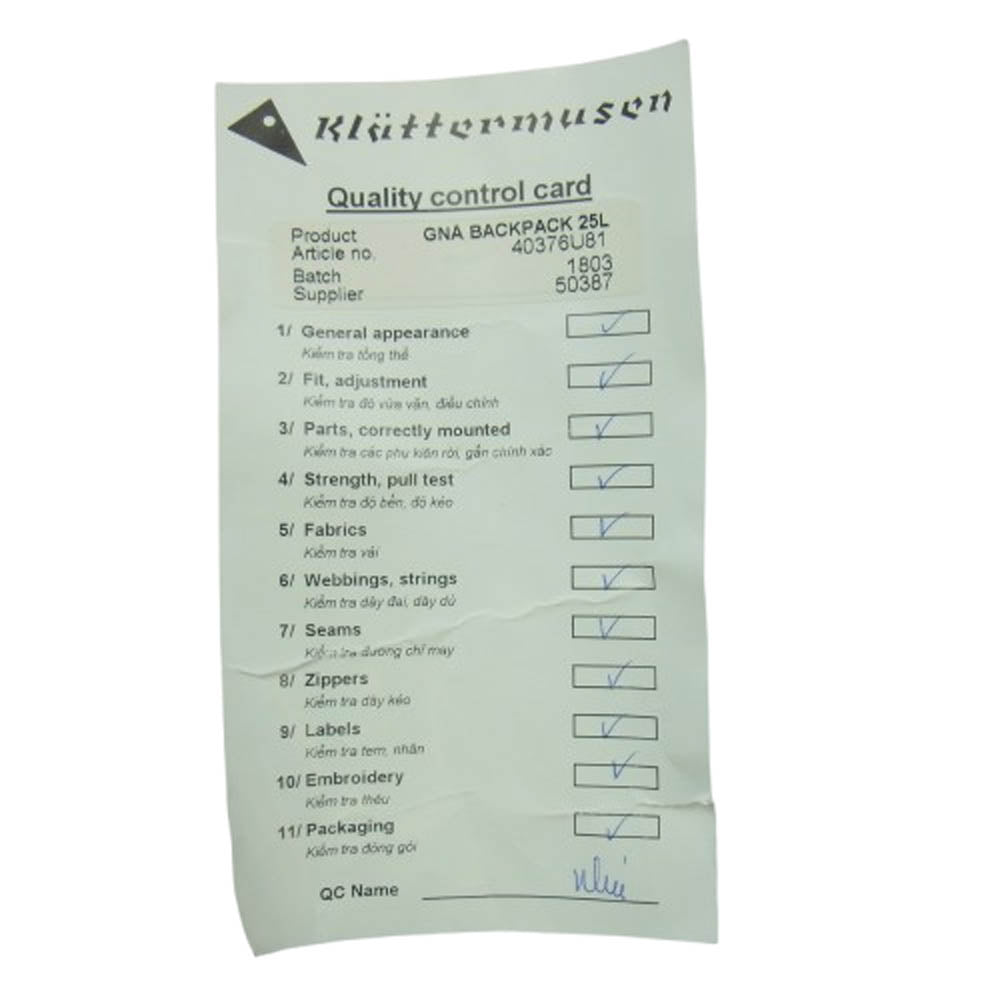 Klättermusen
Quality control card
Product GNA BACKPACK 25L
Article no. 40376U81
Batch 1803
Supplier 50387
1/ General appearance
Kiểm tra tổng thể
2/ Fit, adjustment
Kiểm tra độ vừa vặn, điều chỉnh
3/ Parts, correctly mounted
Kiểm tra các phụ kiện rời, gắn chính xác
4/ Strength, pull test
Kiểm tra độ bền, độ kéo
5/ Fabrics
Kiểm tra vải
6/ Webbings, strings
Kiểm tra dây đai, dây dù
7/ Seams
Kiểm tra đường chỉ may
8/ Zippers
Kiểm tra dây kéo
9/ Labels
Kiểm tra tem, nhãn
10/ Embroidery
Kiểm tra thêu
11/ Packaging
Kiểm tra đóng gói
QC Name